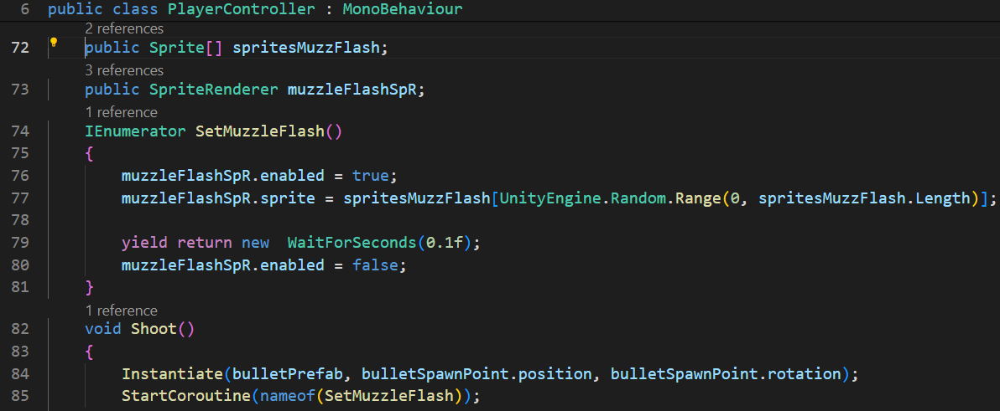 6 public class PlayerController : MonoBehaviour
2 references
72 public Sprite[] spritesMuzzFlash;
3 references
73 public SpriteRenderer muzzleFlashSpR;
1 reference
74 IEnumerator SetMuzzleFlash()
75 {
76 muzzleFlashSpR.enabled = true;
77 muzzleFlashSpR.sprite = spritesMuzzFlash[UnityEngine.Random.Range(0, spritesMuzzFlash.Length)];
78
79 yield return new  WaitForSeconds(0.1f);
80 muzzleFlashSpR.enabled = false;
81 }
1 reference
82 void Shoot()
83 {
84 Instantiate(bulletPrefab, bulletSpawnPoint.position, bulletSpawnPoint.rotation);
85 StartCoroutine(nameof(SetMuzzleFlash));